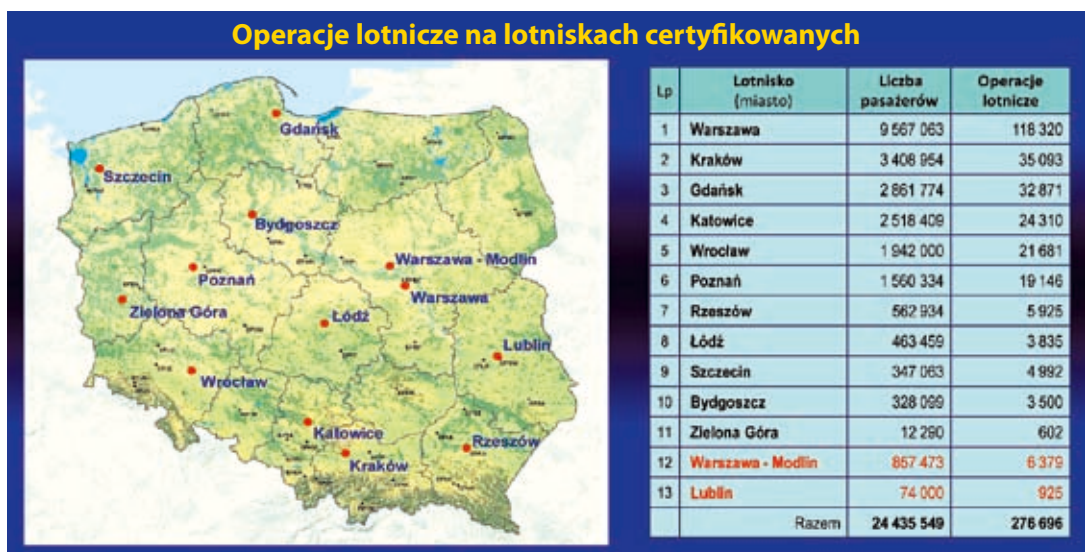 Operacje lotnicze na lotniskach certyfikowanych
Gdańsk
Szczecin
Bydgoszcz
Warszawa - Modlin
Poznań
Warszawa
Zielona Góra
Łódź
Lublin
Wrocław
Katowice
Rzeszów
Kraków
Lp Lotnisko (miasto) Liczba pasażerów Operacje lotnicze
1 Warszawa 9 567 063 118 320
2 Kraków 3 408 954 35 093
3 Gdańsk 2 861 774 32 871
4 Katowice 2 518 409 24 310
5 Wrocław 1 942 000 21 681
6 Poznań 1 560 334 19 146
7 Rzeszów 562 934 5 925
8 Łódź 463 459 3 835
9 Szczecin 347 063 4 992
10 Bydgoszcz 328 099 3 500
11 Zielona Góra 12 290 602
12 Warszawa - Modlin 857 473 6 379
13 Lublin 74 000 925
Razem 24 435 549 276 696